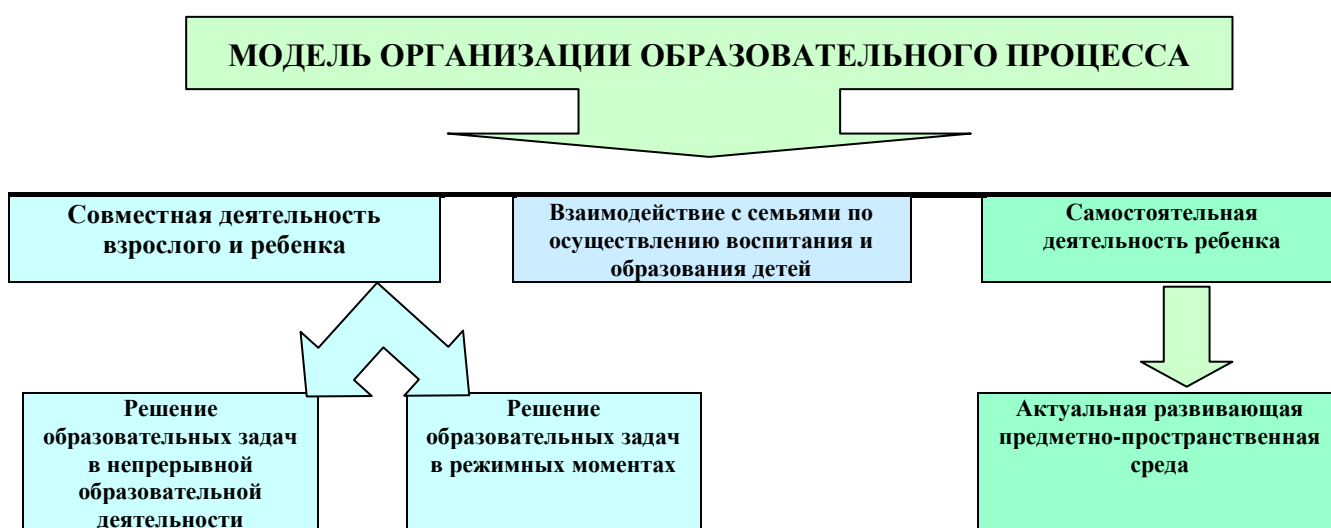 МОДЕЛЬ ОРГАНИЗАЦИИ ОБРАЗОВАТЕЛЬНОГО ПРОЦЕССА
Совместная деятельность
взрослого и ребенка
Взаимодействие с семьями по
осуществлению воспитания и
образования детей
Самостоятельная
деятельность ребенка
Решение
образовательных задач
в непрерывной
образовательной
деятельности
Решение
образовательных задач
в режимных моментах
Актуальная развивающая
предметно-пространственная
среда